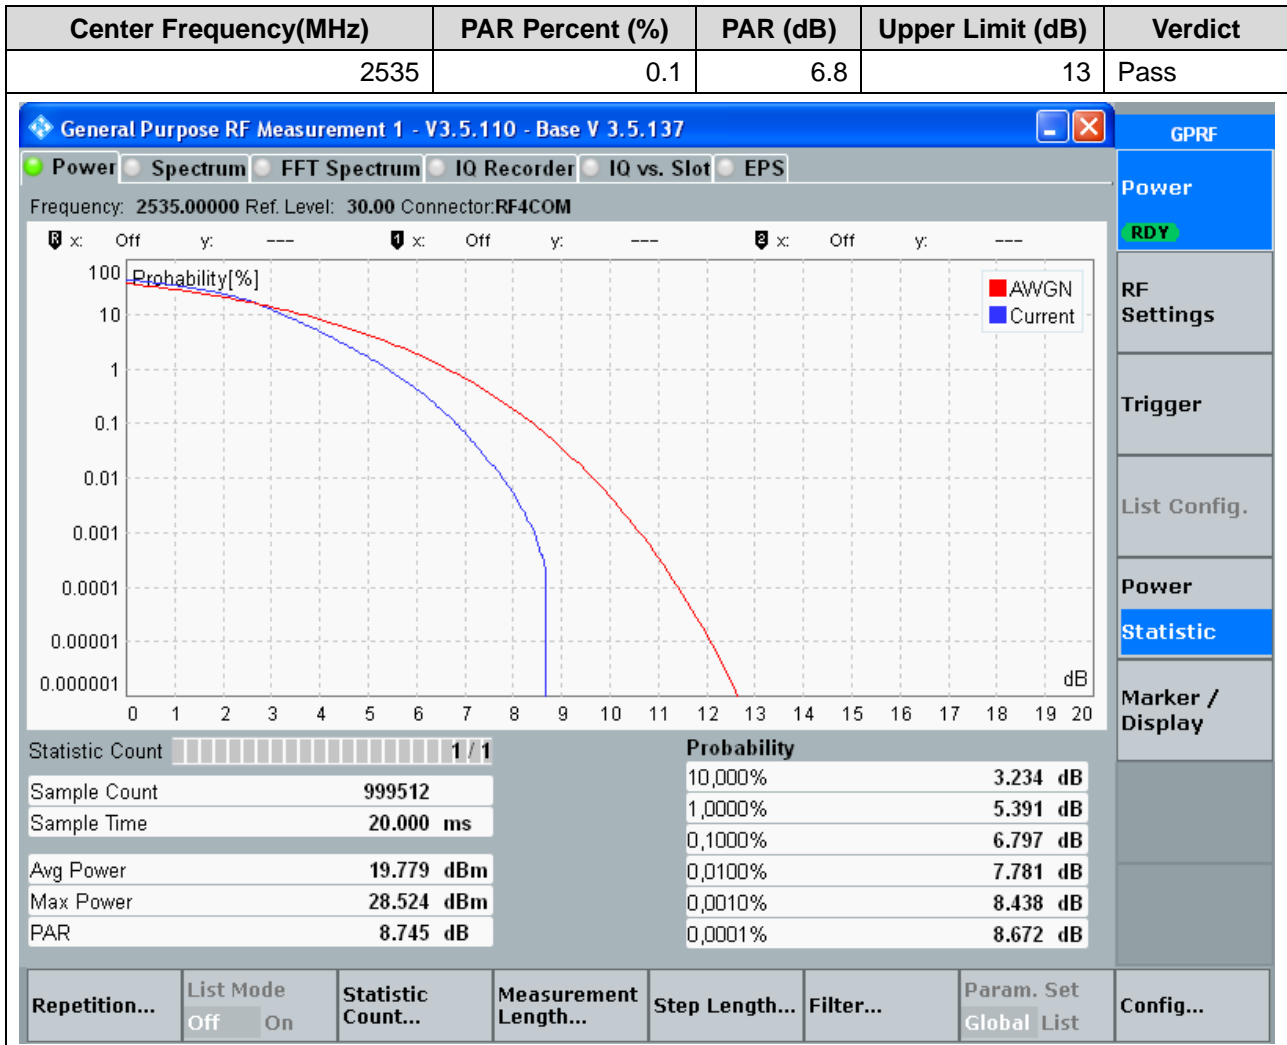 Center Frequency(MHz) PAR Percent (%) PAR (dB) Upper Limit (dB) Verdict
2535 0.1 6.8 13 Pass
General Purpose RF Measurement 1 - V3.5.110 - Base V 3.5.137
GPRF
Power Spectrum FFT Spectrum IQ Recorder IQ vs. Slot EPS
Frequency: 2535.00000 Ref. Level: 30.00 Connector:RF4COM
R x: Off y: --- 1 x: Off y: --- 2 x: Off y: ---
Probability[%]
AWGN
Current
100
10
1
0.1
0.01
0.001
0.0001
0.00001
0.000001
dB
0 1 2 3 4 5 6 7 8 9 10 11 12 13 14 15 16 17 18 19 20
Statistic Count 1 / 1
Sample Count 999512
Sample Time 20.000 ms
Avg Power 19.779 dBm
Max Power 28.524 dBm
PAR 8.745 dB
Probability
10,000% 3.234 dB
1,0000% 5.391 dB
0,1000% 6.797 dB
0,0100% 7.781 dB
0,0010% 8.438 dB
0,0001% 8.672 dB
Power
RDY
RF
Settings
Trigger
List Config.
Power
Statistic
Marker /
Display
Repetition...
List Mode
Off On
Statistic
Count...
Measurement
Length...
Step Length...
Filter...
Param. Set
Global List
Config...